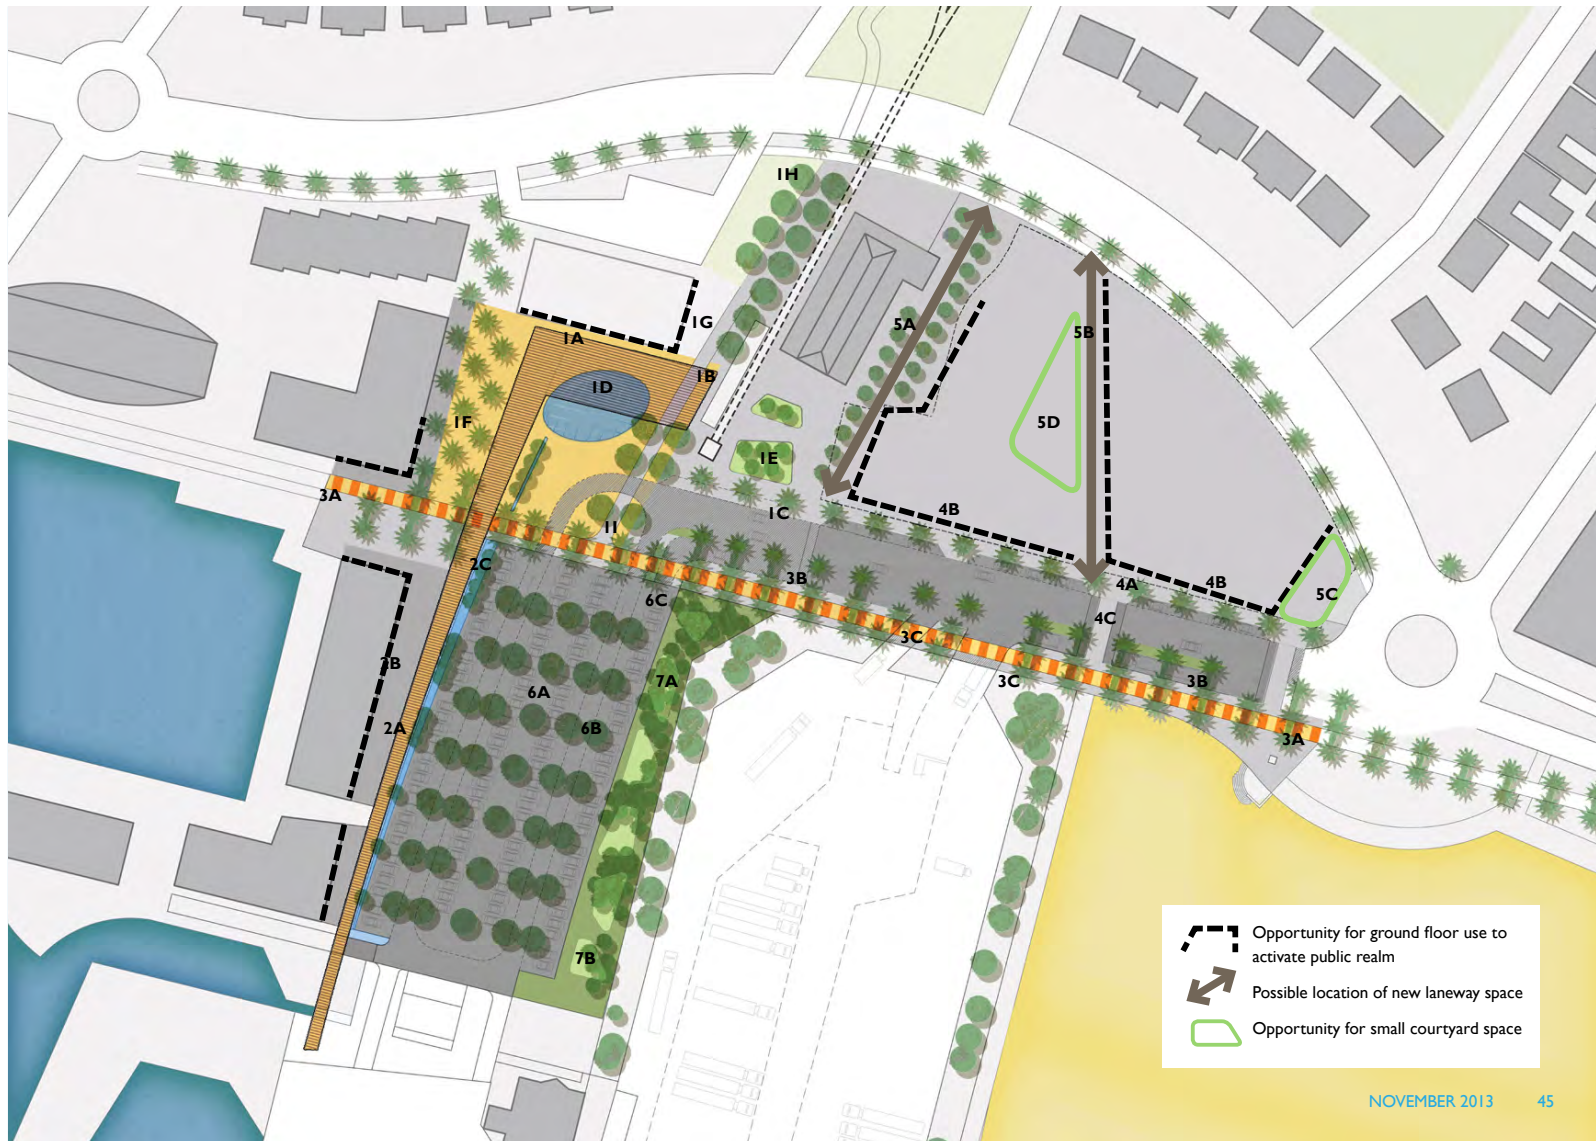 1H
1G
5A
5B
1A
1B
1D
1F
5D
1E
3A
1C
4B
11
2C
3B
4A
4B
5C
6C
4C
3C
2B
7A
3C
3B
6A
2A
6B
3A
7B
Opportunity for ground floor use to
activate public realm
Possible location of new laneway space
Opportunity for small courtyard space
NOVEMBER 2013 45